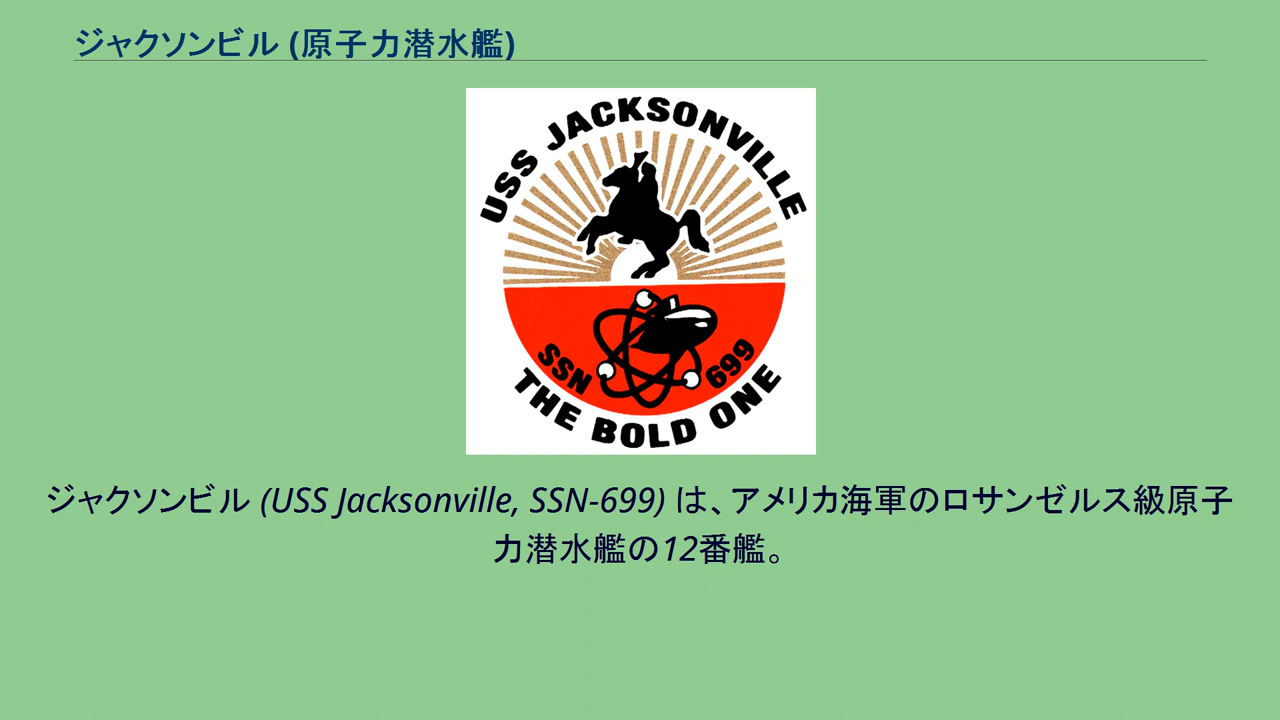 ジャクソンビル (原子力潜水艦)
USS JACKSONVILLE
SSN 699
THE BOLD ONE
ジャクソンビル (USS Jacksonville, SSN-699) は、アメリカ海軍のロサンゼルス級原子
力潜水艦の12番艦。